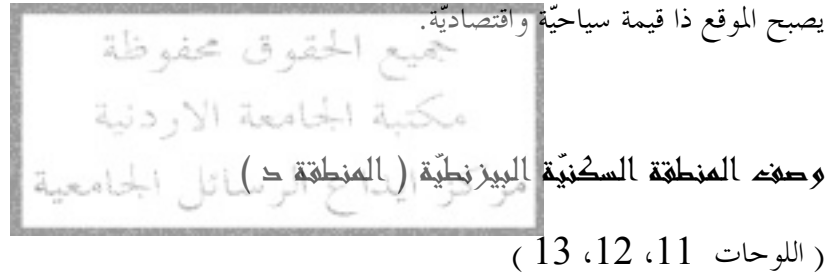 يصبح الموقع ذا قيمة سياحيّة واقتصاديّة.
جميع الحقوق محفوظة
مكتبة الجامعة الاردنية
مركز ايداع الرسائل الجامعية
وصف المنطقة السكنيّة البيزنطيّة ( المنطقة د )
( اللوحات 11، 12، 13 )